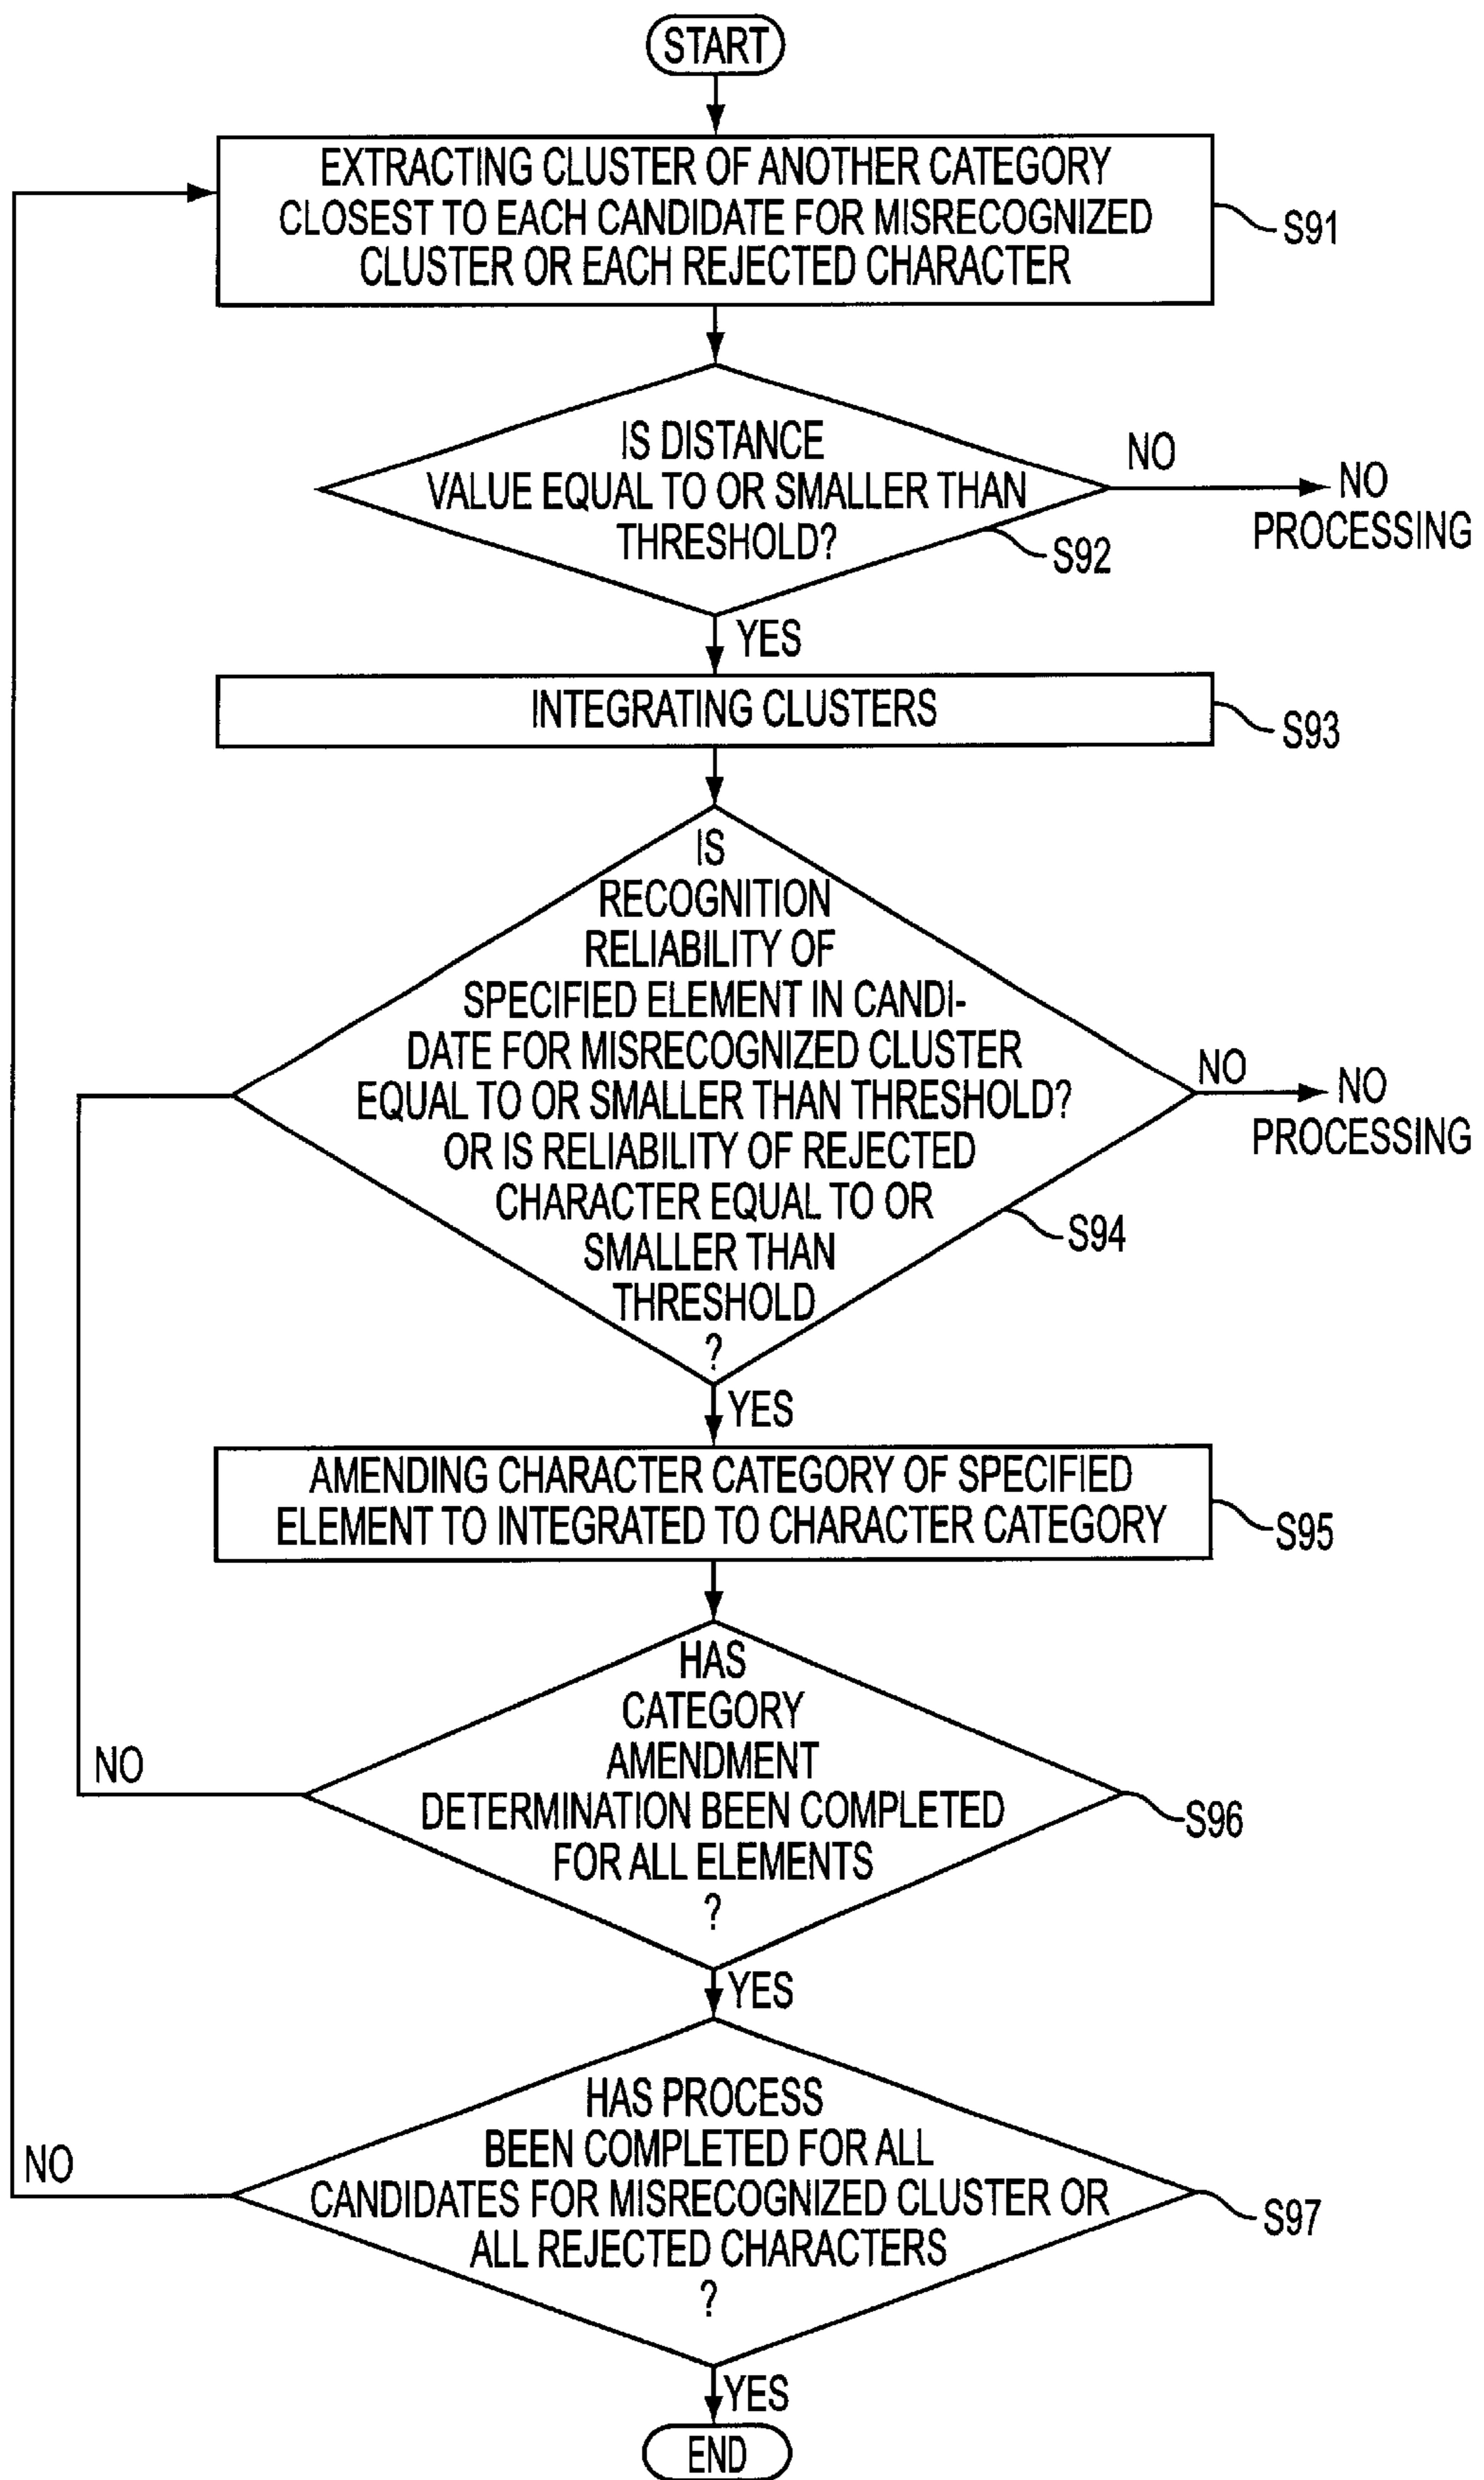 START
EXTRACTING CLUSTER OF ANOTHER CATEGORY
CLOSEST TO EACH CANDIDATE FOR MISRECOGNIZED
CLUSTER OR EACH REJECTED CHARACTER
S91
IS DISTANCE
VALUE EQUAL TO OR SMALLER THAN
THRESHOLD?
S92
NO
NO
PROCESSING
YES
INTEGRATING CLUSTERS
S93
IS
RECOGNITION
RELIABILITY OF
SPECIFIED ELEMENT IN CANDI-
DATE FOR MISRECOGNIZED CLUSTER
EQUAL TO OR SMALLER THAN THRESHOLD?
OR IS RELIABILITY OF REJECTED
CHARACTER EQUAL TO OR
SMALLER THAN
THRESHOLD
?
S94
NO
NO
PROCESSING
YES
AMENDING CHARACTER CATEGORY OF SPECIFIED
ELEMENT TO INTEGRATED TO CHARACTER CATEGORY
S95
HAS
CATEGORY
AMENDMENT
DETERMINATION BEEN COMPLETED
FOR ALL ELEMENTS
?
S96
NO
YES
HAS PROCESS
BEEN COMPLETED FOR ALL
CANDIDATES FOR MISRECOGNIZED CLUSTER OR
ALL REJECTED CHARACTERS
?
S97
NO
YES
END